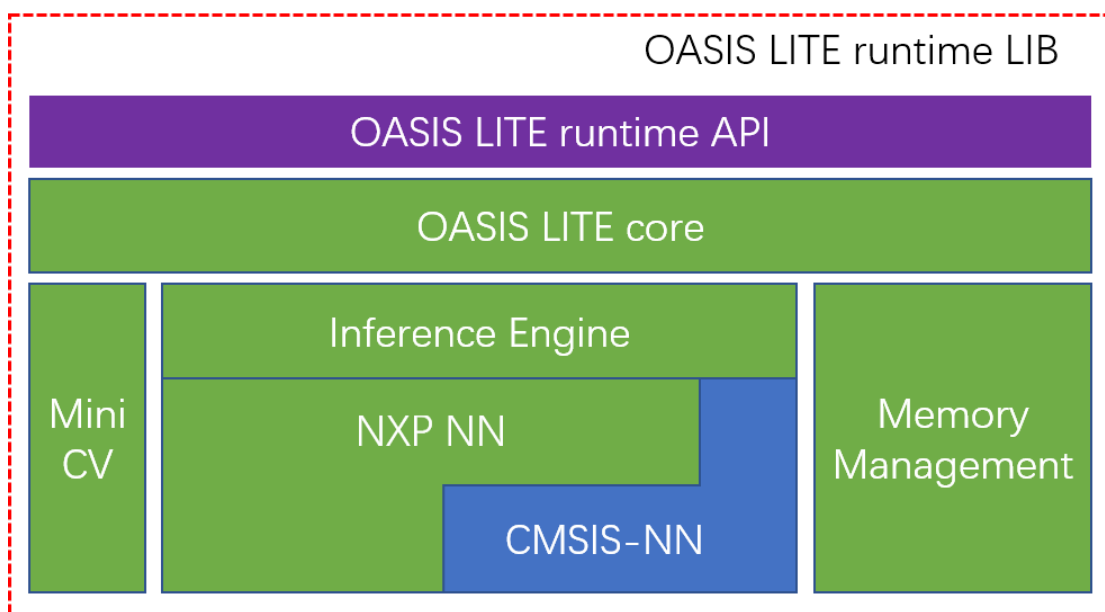 OASIS LITE runtime LIB
OASIS LITE runtime API
OASIS LITE core
Mini
CV
Inference Engine
NXP NN
CMSIS-NN
Memory
Management